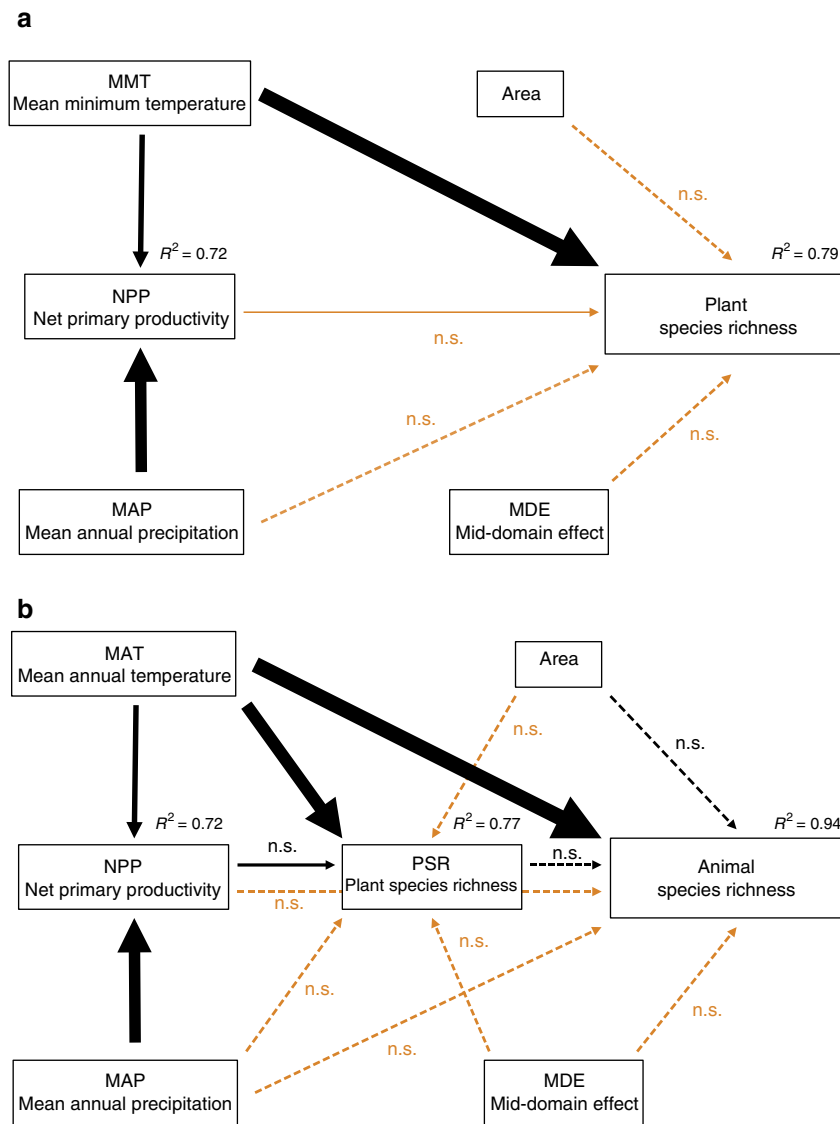 a
MMT
Mean minimum temperature
Area
n.s.
R² = 0.72
R² = 0.79
NPP
Net primary productivity
Plant
species richness
n.s.
n.s.
n.s.
MAP
Mean annual precipitation
MDE
Mid-domain effect
b
MAT
Mean annual temperature
Area
n.s.
n.s.
R² = 0.72
R² = 0.77
R² = 0.94
n.s.
n.s.
NPP
Net primary productivity
PSR
Plant species richness
Animal
species richness
n.s.
n.s.
n.s.
n.s.
n.s.
MAP
Mean annual precipitation
MDE
Mid-domain effect